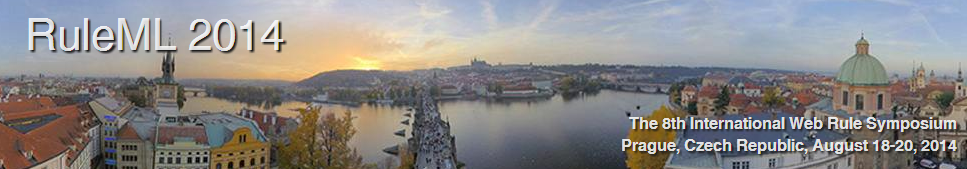 RuleML 2014
The 8th International Web Rule Symposium
Prague, Czech Republic, August 18-20, 2014